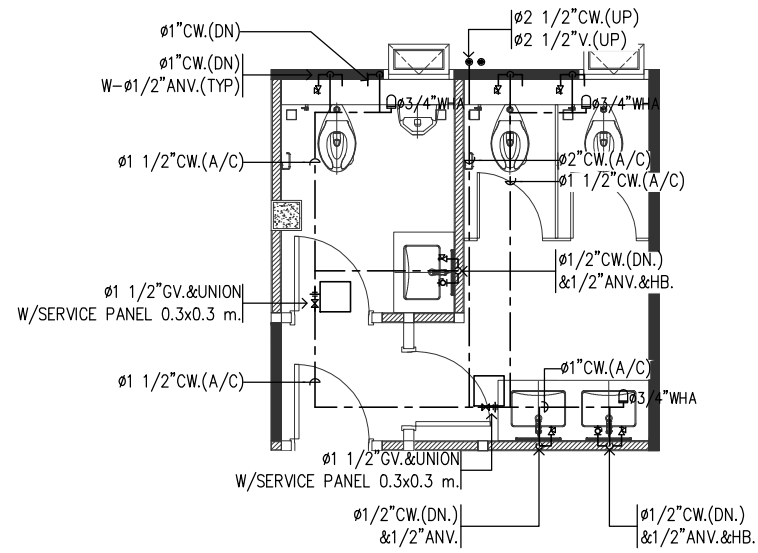 ø2 1/2"CW.(UP)
ø2 1/2"V.(UP)
ø1"CW.(DN)
ø1"CW.(DN)
W-ø1/2"ANV.(TYP)
ø3/4"WHA
ø3/4"WHA
ø1 1/2"CW.(A/C)
ø2"CW.(A/C)
ø1 1/2"CW.(A/C)
ø1/2"CW.(DN.)
&1/2"ANV.&HB.
ø1 1/2"GV.&UNION
W/SERVICE PANEL 0.3x0.3 m.
ø1 1/2"CW.(A/C)
ø1"CW.(A/C)
ø3/4"WHA
ø1 1/2"GV.&UNION
W/SERVICE PANEL 0.3x0.3 m.
ø1/2"CW.(DN.)
&1/2"ANV.
ø1/2"CW.(DN.)
&1/2"ANV.&HB.